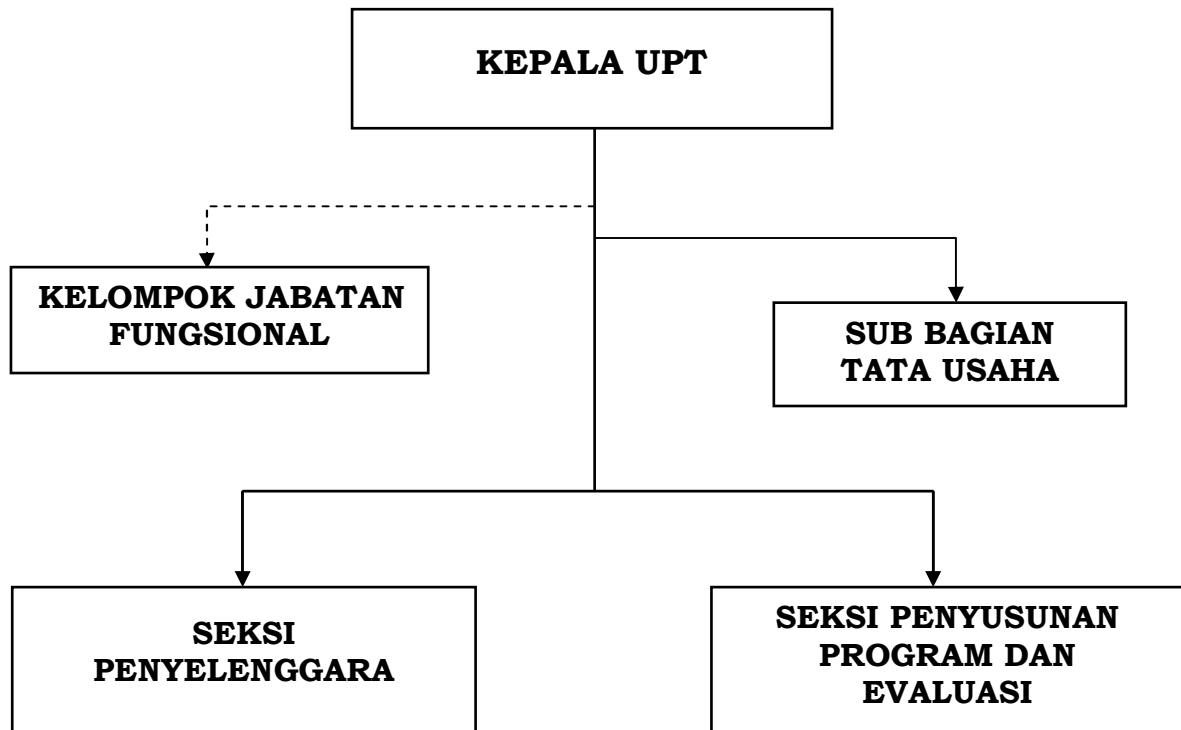 KEPALA UPT
KELOMPOK JABATAN
FUNGSIONAL
SUB BAGIAN
TATA USAHA
SEKSI
PENYELENGGARA
SEKSI PENYUSUNAN
PROGRAM DAN
EVALUASI